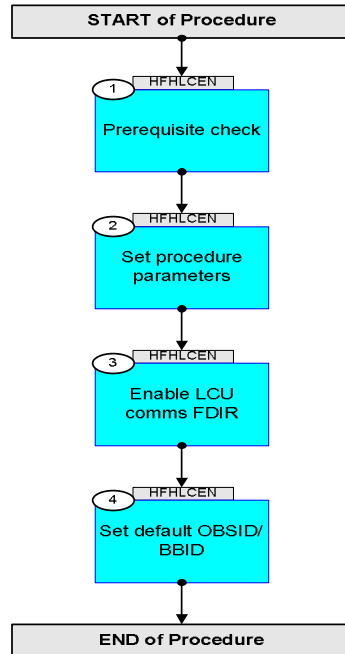 START of Procedure
HFHLCEN
1
Prerequisite check
HFHLCEN
2
Set procedure
parameters
HFHLCEN
3
Enable LCU
comms FDIR
HFHLCEN
4
Set default OBSID/
BBID
END of Procedure